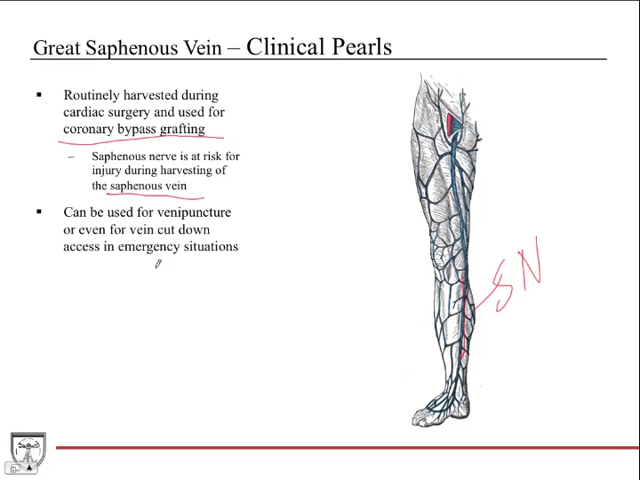 Great Saphenous Vein – Clinical Pearls
▪ Routinely harvested during
cardiac surgery and used for
coronary bypass grafting
– Saphenous nerve is at risk for
injury during harvesting of
the saphenous vein
▪ Can be used for venipuncture
or even for vein cut down
access in emergency situations
SN